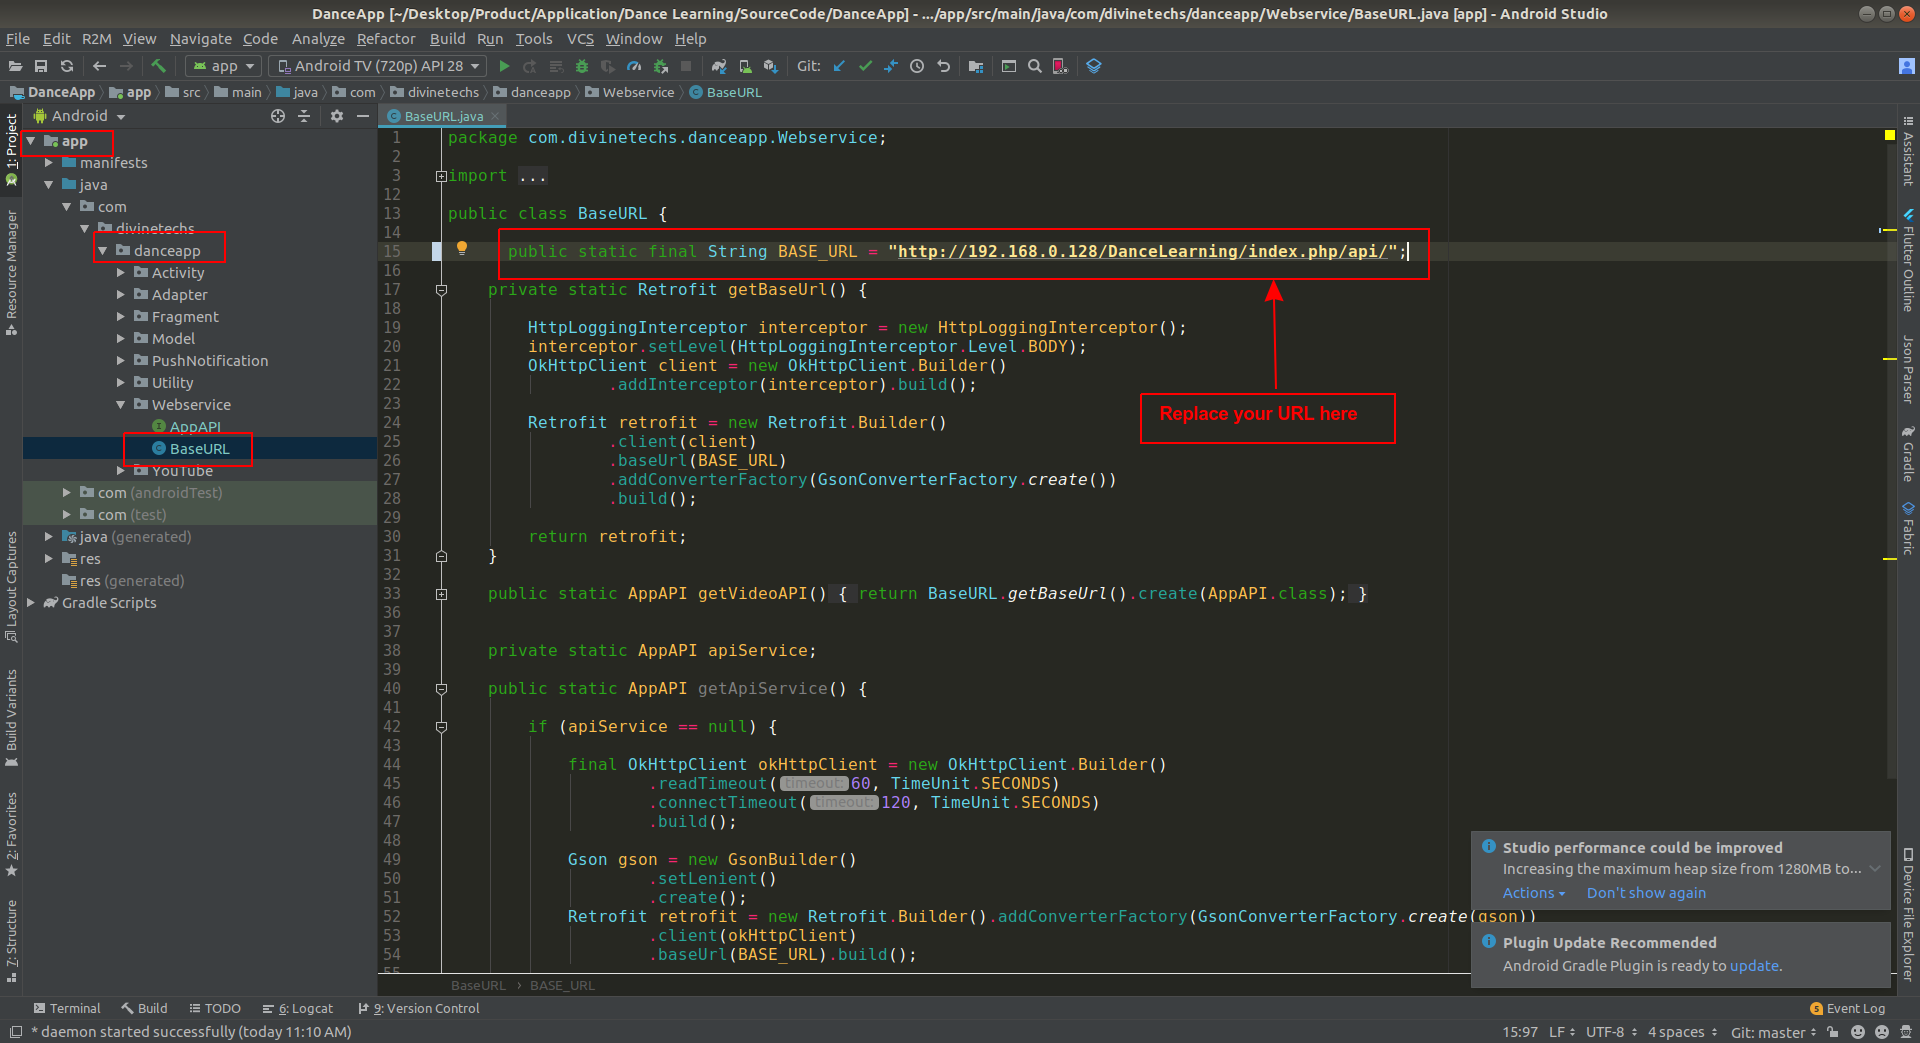 DanceApp [~/Desktop/Product/Application/Dance Learning/SourceCode/DanceApp] - .../app/src/main/java/com/divinetechs/danceapp/Webservice/BaseURL.java [app] - Android Studio
File Edit R2M View Navigate Code Analyze Refactor Build Run Tools VCS Window Help
app Android TV (720p) API 28 Git:
DanceApp app src main java com divinetechs danceapp Webservice BaseURL
Android
BaseURL.java
1: Project
Resource Manager
Layout Captures
Build Variants
2: Favorites
7: Structure
app
manifests
java
com
divinetechs
danceapp
Activity
Adapter
Fragment
Model
PushNotification
Utility
Webservice
AppAPI
BaseURL
YouTube
com (androidTest)
com (test)
java (generated)
res
res (generated)
Gradle Scripts
1 package com.divinetechs.danceapp.Webservice;
2
3 import ...
12
13 public class BaseURL {
14
15 public static final String BASE_URL = "http://192.168.0.128/DanceLearning/index.php/api/";
16
17 private static Retrofit getBaseUrl() {
18
19 HttpLoggingInterceptor interceptor = new HttpLoggingInterceptor();
20 interceptor.setLevel(HttpLoggingInterceptor.Level.BODY);
21 OkHttpClient client = new OkHttpClient.Builder()
22 .addInterceptor(interceptor).build();
23
24 Retrofit retrofit = new Retrofit.Builder()
25 .client(client)
26 .baseUrl(BASE_URL)
27 .addConverterFactory(GsonConverterFactory.create())
28 .build();
29
30 return retrofit;
31 }
32
33 public static AppAPI getVideoAPI() { return BaseURL.getBaseUrl().create(AppAPI.class); }
36
37
38 private static AppAPI apiService;
39
40 public static AppAPI getApiService() {
41
42 if (apiService == null) {
43
44 final OkHttpClient okHttpClient = new OkHttpClient.Builder()
45 .readTimeout( timeout: 60, TimeUnit.SECONDS)
46 .connectTimeout( timeout: 120, TimeUnit.SECONDS)
47 .build();
48
49 Gson gson = new GsonBuilder()
50 .setLenient()
51 .create();
52 Retrofit retrofit = new Retrofit.Builder().addConverterFactory(GsonConverterFactory.create(gson))
53 .client(okHttpClient)
54 .baseUrl(BASE_URL).build();
55
Replace your URL here
Assistant
Flutter Outline
Json Parser
Gradle
Fabric
Device File Explorer
Studio performance could be improved
Increasing the maximum heap size from 1280MB to...
Actions Don't show again
Plugin Update Recommended
Android Gradle Plugin is ready to update.
BaseURL › BASE_URL
Terminal Build TODO 6: Logcat 9: Version Control 5 Event Log
* daemon started successfully (today 11:10 AM) 15:97 LF UTF-8 4 spaces Git: master